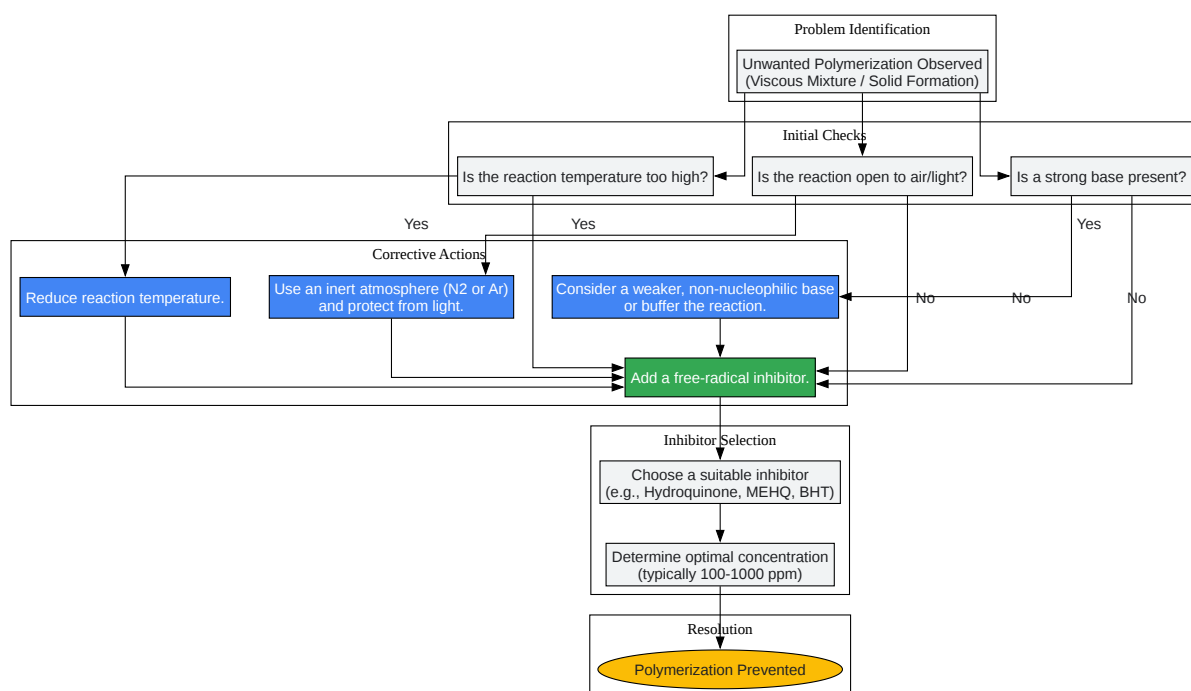 Problem Identification
Unwanted Polymerization Observed
(Viscous Mixture / Solid Formation)
Initial Checks
Is the reaction temperature too high?
Is the reaction open to air/light?
Is a strong base present?
Yes
Yes
Yes
Corrective Actions
Reduce reaction temperature.
Use an inert atmosphere (N2 or Ar)
and protect from light.
Consider a weaker, non-nucleophilic base
or buffer the reaction.
No
No
No
Add a free-radical inhibitor.
Inhibitor Selection
Choose a suitable inhibitor
(e.g., Hydroquinone, MEHQ, BHT)
Determine optimal concentration
(typically 100-1000 ppm)
Resolution
Polymerization Prevented